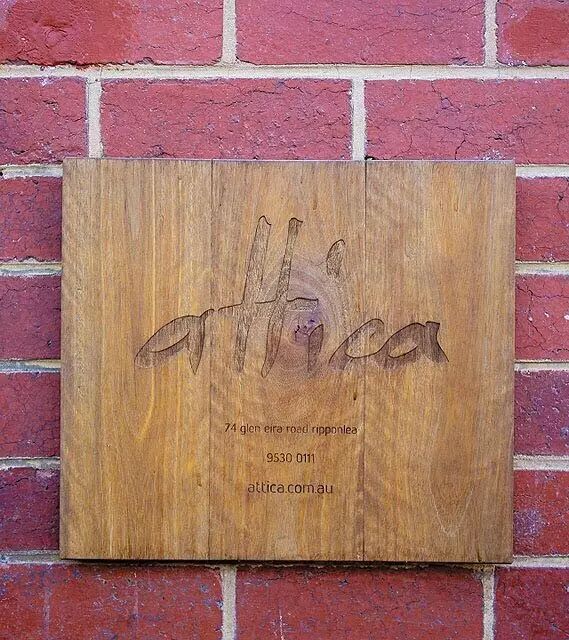 attica
74 glen eira road ripponlea
9530 0111
attica.com.au